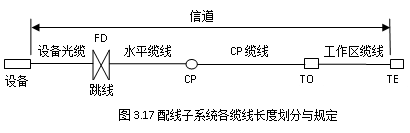 信道
设备光缆 FD 水平缆线 CP 缆线 工作区缆线
设备 跳线 CP TO TE
图 3.17 配线子系统各缆线长度划分与规定